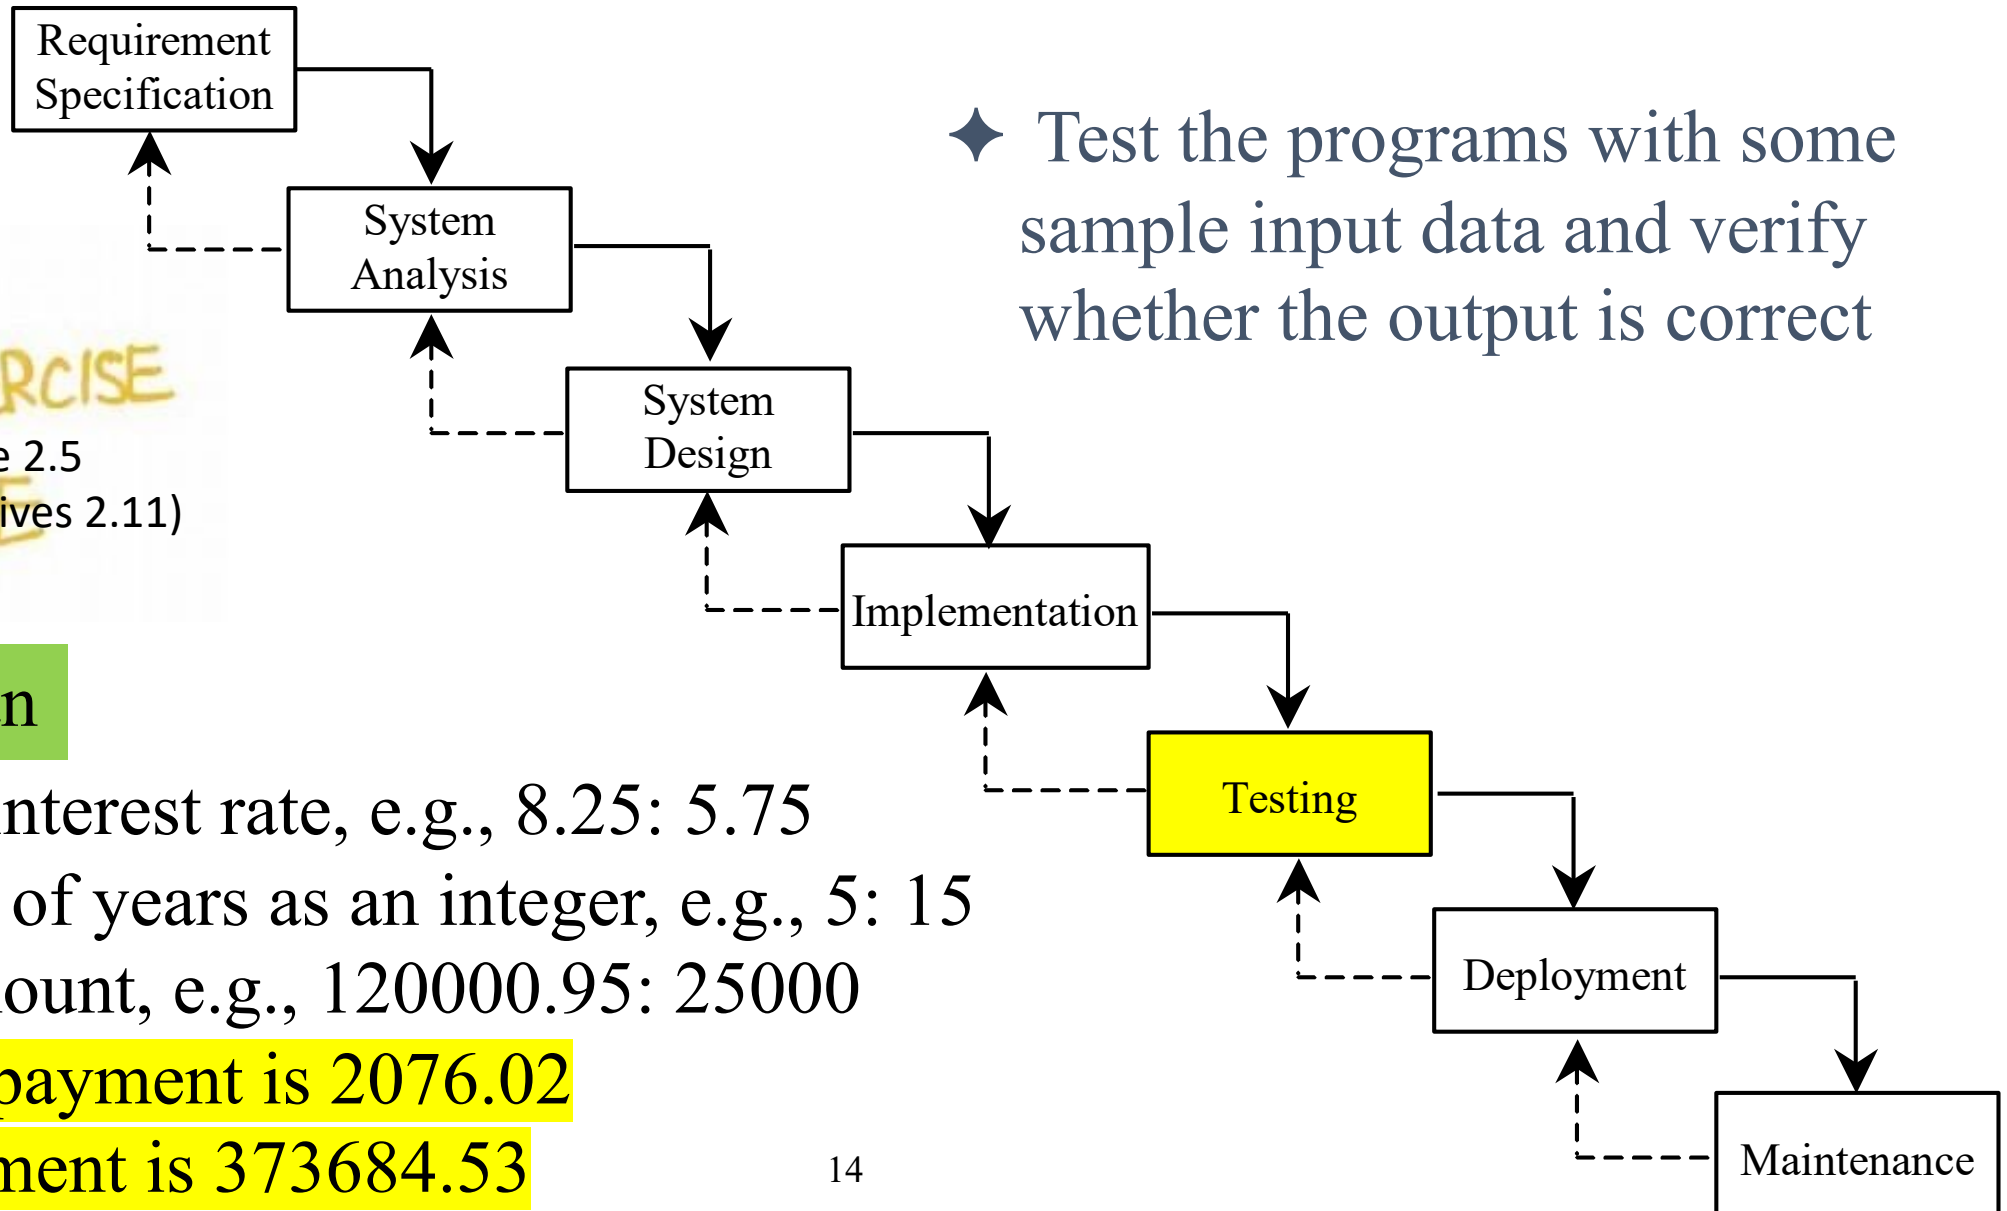 Requirement
Specification
✦ Test the programs with some
sample input data and verify
whether the output is correct
System
Analysis
RCISE
e 2.5
ives 2.11)
System
Design
Implementation
n
Testing
nterest rate, e.g., 8.25: 5.75
of years as an integer, e.g., 5: 15
ount, e.g., 120000.95: 25000
Deployment
payment is 2076.02
ment is 373684.53
14
Maintenance